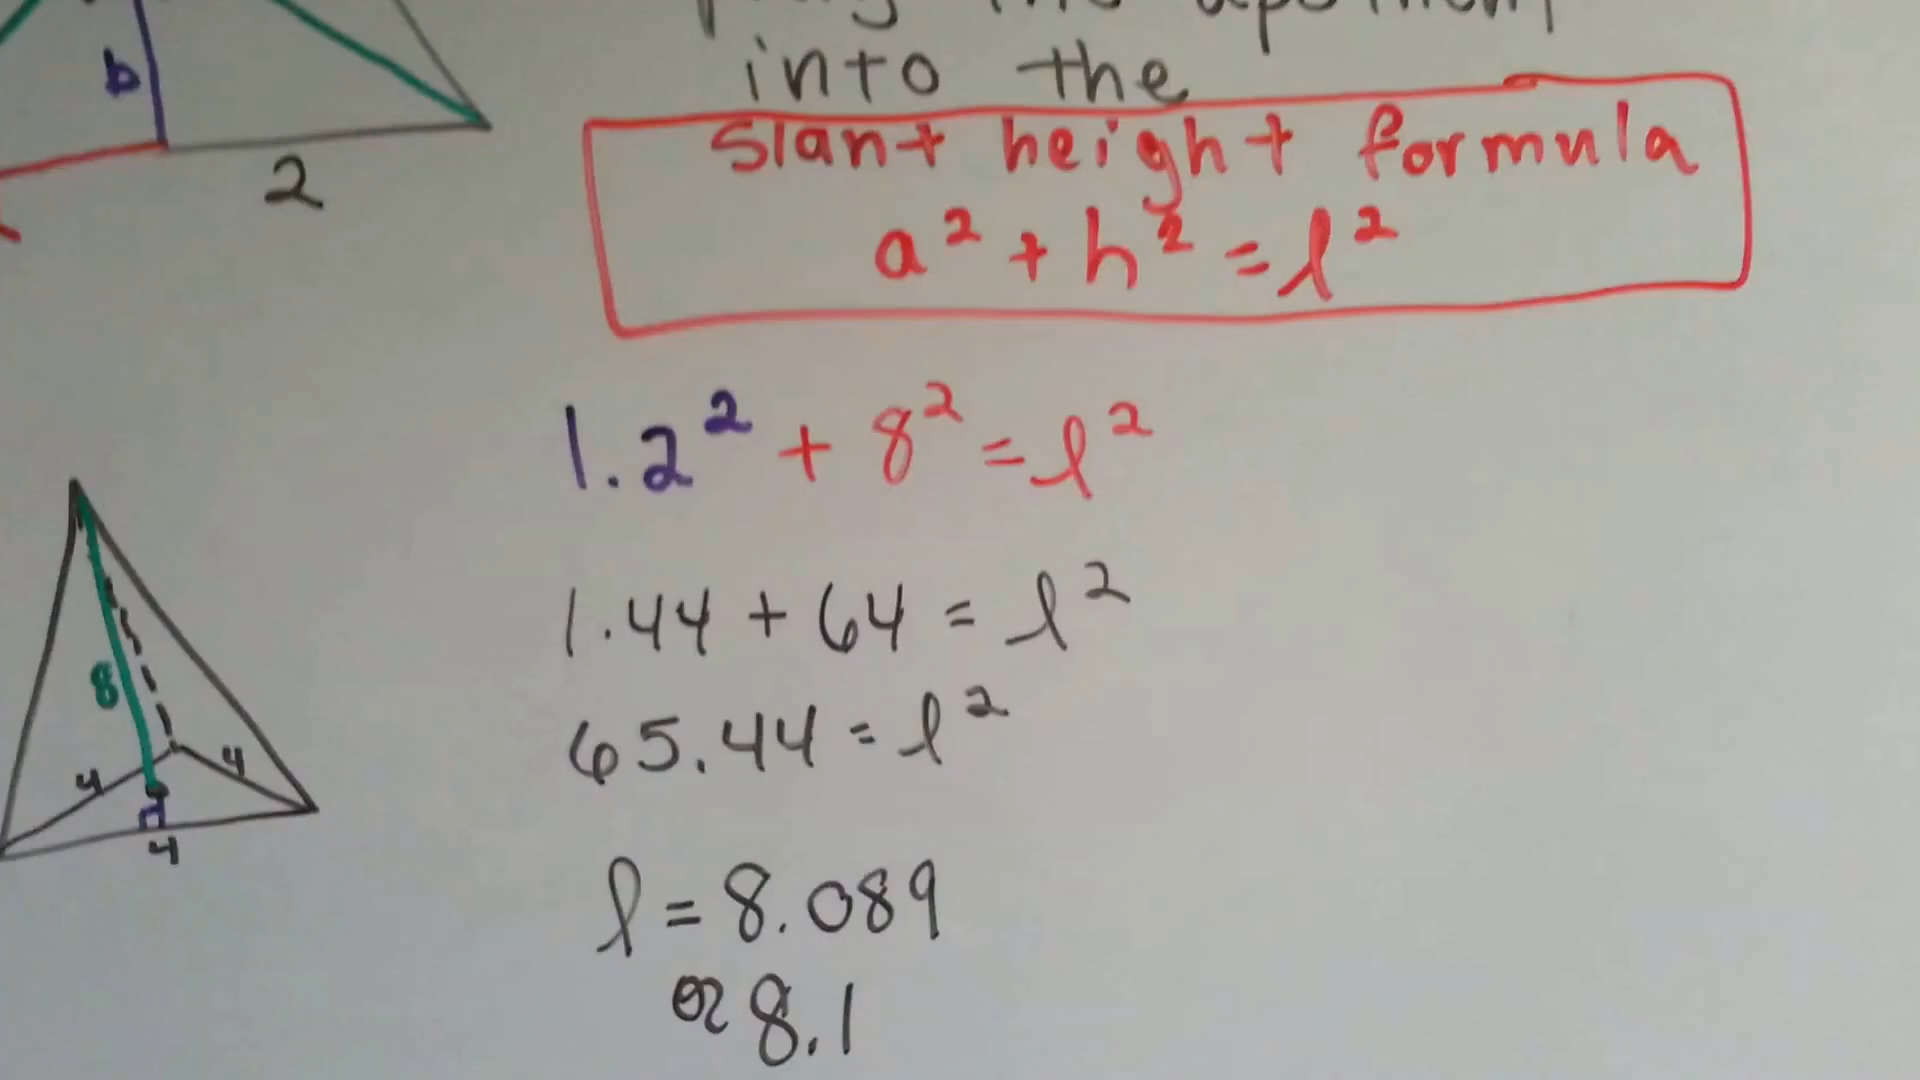 into the
slant height formula
a² + h² = l²
b
2
1.2² + 8² = l²
1.44 + 64 = l²
65.44 = l²
8
4
4
4
l = 8.089
or 8.1